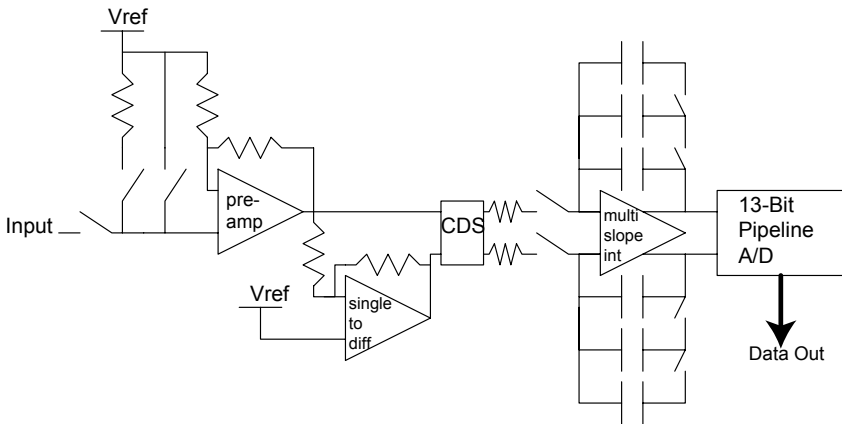 Vref
Input
pre-
amp
Vref
single
to
diff
CDS
multi
slope
int
13-Bit
Pipeline
A/D
Data Out